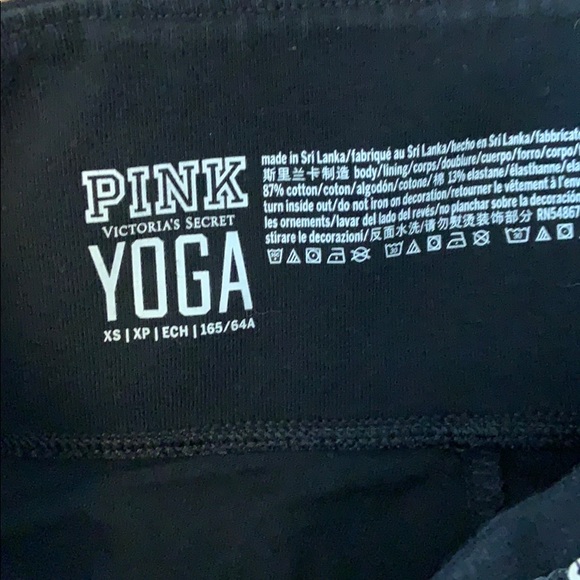 PINK
VICTORIA'S SECRET
YOGA
XS | XP | ECH | 165/64A
made in Sri Lanka/fabriqué au Sri Lanka/hecho en Sri Lanka/fabbricat
斯里兰卡制造 body/lining/corps/doublure/cuerpo/forro/corpo/
87% cotton/coton/algodón/cotone/棉 13% elastane/élasthanne/ela
turn inside out/do not iron on decoration/retourner le vêtement à l'en
les ornements/lavar del lado del revés/no planchar sobre la decoración
stirare le decorazioni/反面水洗/请勿熨烫装饰部分 RN54867